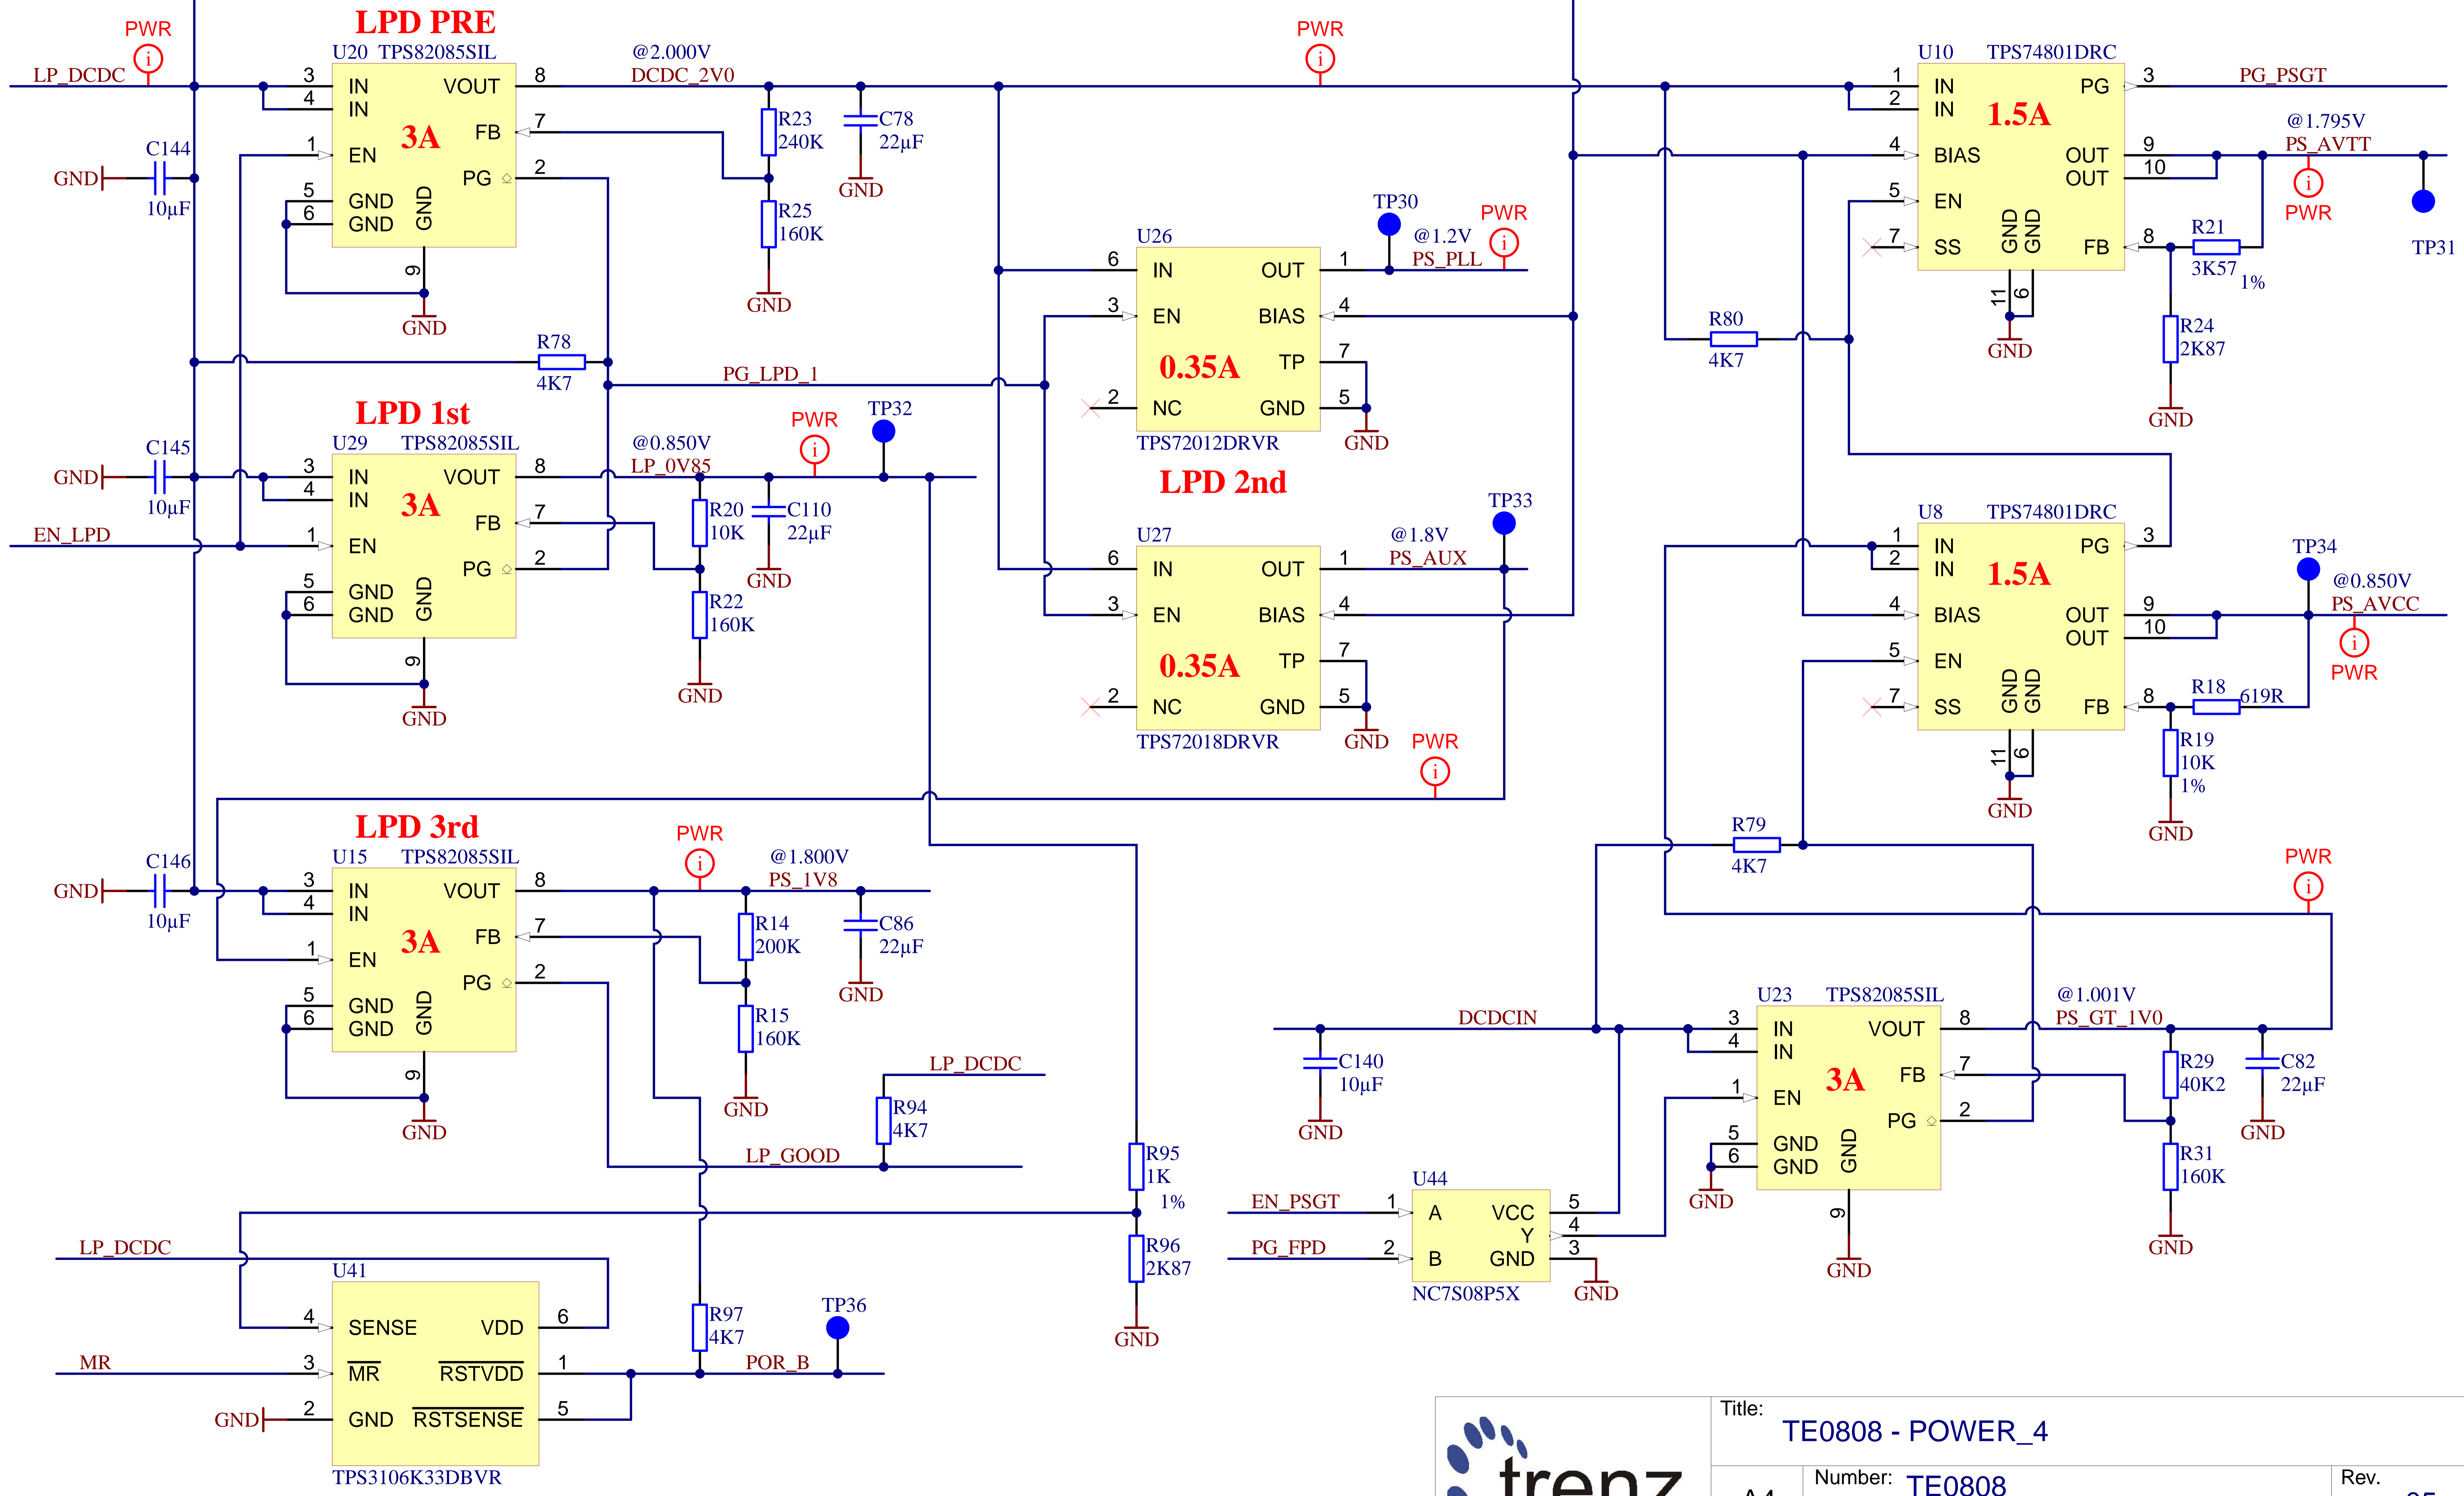 LPD PRE
PWR
LP_DCDC
U20 TPS82085SIL
3 IN VOUT 8
4 IN
3A
FB 7
1 EN
PG 2
5 GND
6 GND
GND
9
GND
@2.000V
DCDC_2V0
C144
GND
10µF
R23
240K
C78
22µF
GND
R25
160K
GND
R78
4K7
PG_LPD_1
PWR
LPD 1st
U29 TPS82085SIL
C145
GND
10µF
3 IN VOUT 8
4 IN
3A
FB 7
EN_LPD
1 EN
PG 2
5 GND
6 GND
GND
9
GND
@0.850V
LP_0V85
PWR
TP32
R20
10K
C110
22µF
GND
R22
160K
GND
U26
6 IN OUT 1
3 EN BIAS 4
0.35A
TP 7
2 NC GND 5
TPS72012DRVR
GND
TP30
@1.2V
PS_PLL
PWR
LPD 2nd
U27
6 IN OUT 1
3 EN BIAS 4
0.35A
TP 7
2 NC GND 5
TPS72018DRVR
GND
TP33
@1.8V
PS_AUX
PWR
U10 TPS74801DRC
1 IN PG 3
2 IN
1.5A
4 BIAS OUT 9
OUT 10
5 EN
7 SS FB 8
GND
GND
11
6
GND
PG_PSGT
@1.795V
PS_AVTT
PWR
TP31
R21
3K57
1%
R24
2K87
GND
R80
4K7
U8 TPS74801DRC
1 IN PG 3
2 IN
1.5A
4 BIAS OUT 9
OUT 10
5 EN
7 SS FB 8
GND
GND
11
6
GND
TP34
@0.850V
PS_AVCC
PWR
R18
619R
R19
10K
1%
GND
R79
4K7
PWR
LPD 3rd
U15 TPS82085SIL
C146
GND
10µF
3 IN VOUT 8
4 IN
3A
FB 7
1 EN
PG 2
5 GND
6 GND
GND
9
GND
PWR
@1.800V
PS_1V8
R14
200K
C86
22µF
GND
R15
160K
GND
LP_DCDC
R94
4K7
LP_GOOD
R95
1K
1%
R96
2K87
GND
LP_DCDC
U41
4 SENSE VDD 6
MR
3 MR RSTVDD 1
GND
2 GND RSTSENSE 5
TPS3106K33DBVR
R97
4K7
TP36
POR_B
DCDCIN
C140
10µF
GND
U23 TPS82085SIL
3 IN VOUT 8
4 IN
3A
FB 7
1 EN
PG 2
5 GND
6 GND
GND
GND
9
GND
@1.001V
PS_GT_1V0
R29
40K2
C82
22µF
GND
R31
160K
GND
U44
EN_PSGT
1 A VCC 5
Y 4
PG_FPD
2 B GND 3
NC7S08P5X
GND
Title:
TE0808 - POWER_4
trenz
A4
Number: TE0808
Rev.